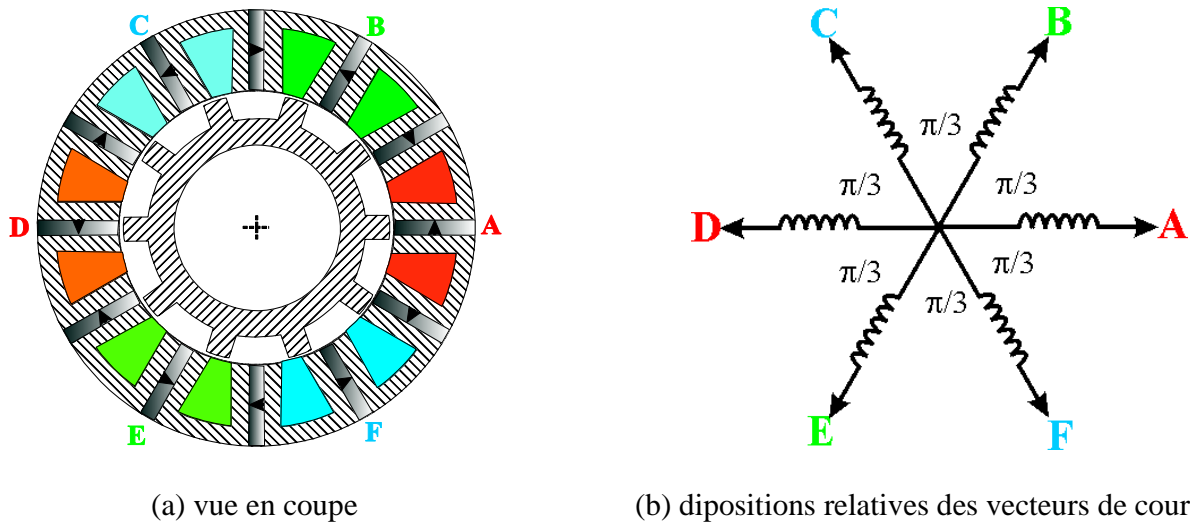 C
B
D
A
E
F
C
B
π/3
π/3
π/3
D
A
π/3
π/3
π/3
E
F
(a) vue en coupe
(b) dipositions relatives des vecteurs de cour